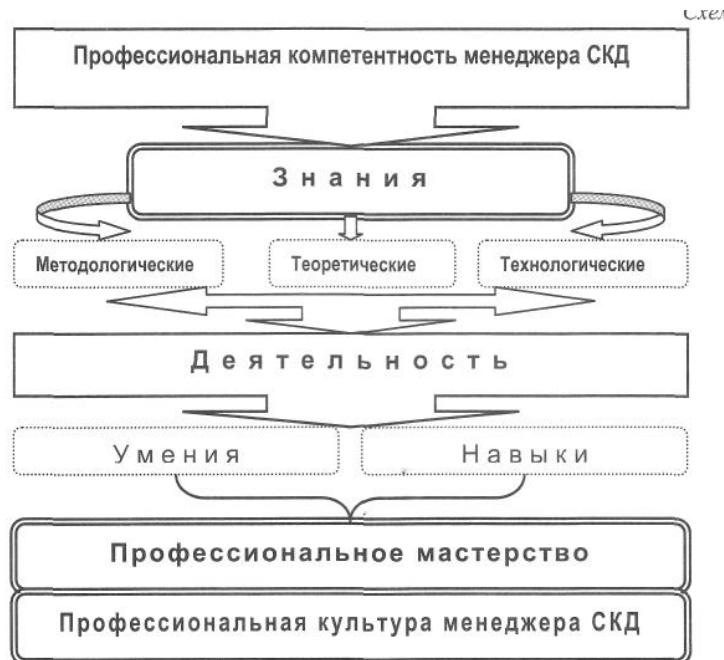 Профессиональная компетентность менеджера СКД
Знания
Методологические Теоретические Технологические
Деятельность
Умения Навыки
Профессиональное мастерство
Профессиональная культура менеджера СКД